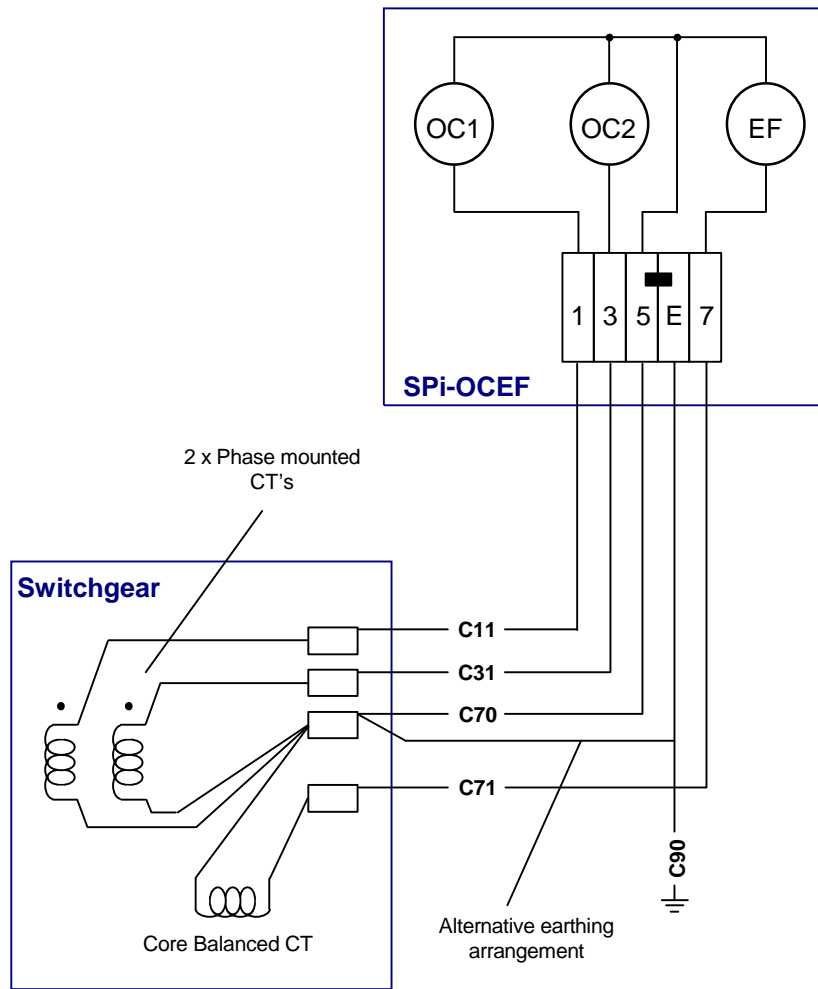 OC1 OC2 EF
1 3 5 E 7
SPi-OCEF
2 x Phase mounted
CT's
Switchgear
C11
C31
C70
C71
C90
Core Balanced CT
Alternative earthing
arrangement